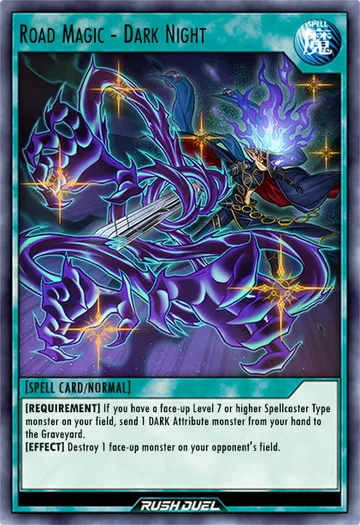 ROAD MAGIC - DARK NIGHT
SPELL
魔
[SPELL CARD/NORMAL]
[REQUIREMENT] If you have a face-up Level 7 or higher Spellcaster Type
monster on your field, send 1 DARK Attribute monster from your hand to
the Graveyard.
[EFFECT] Destroy 1 face-up monster on your opponent's field.
RUSH DUEL